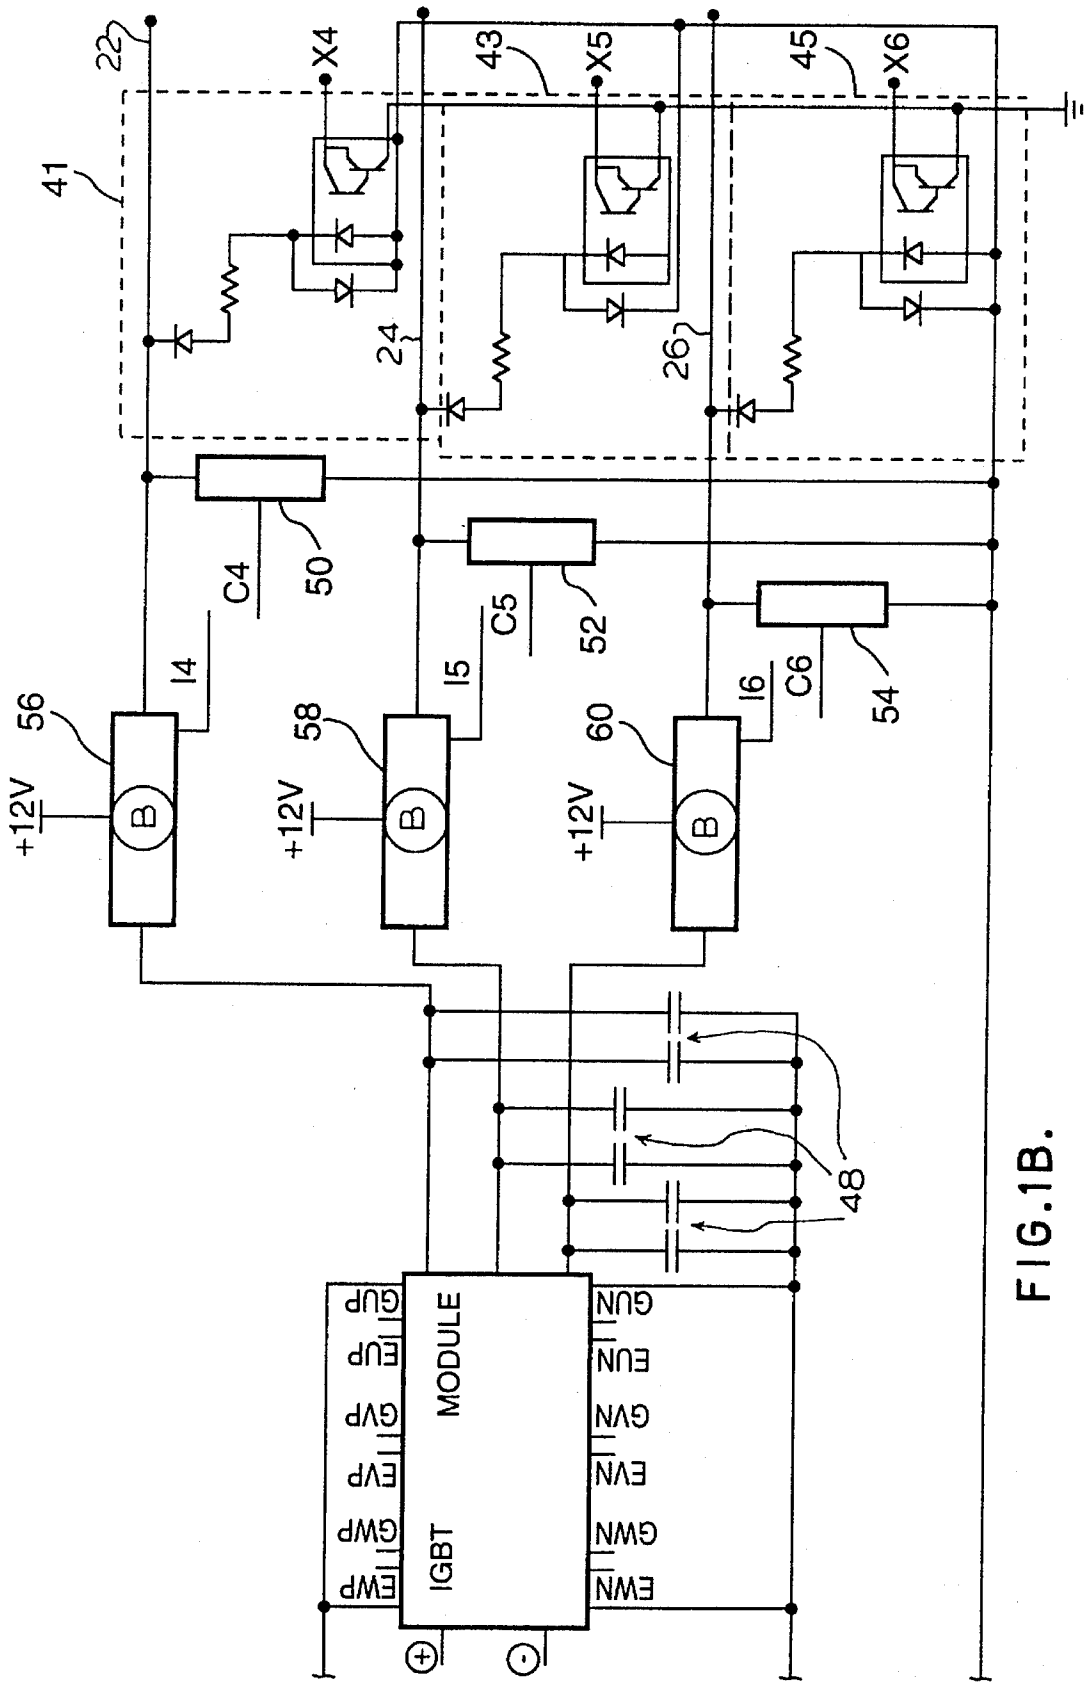 22
41
X4
43
X5
45
X6
24
26
C4
50
C5
52
C6
54
+12V
56
I4
+12V
58
I5
+12V
60
I6
B
B
B
48
IGBT MODULE
EWP
GWP
EVP
GVP
EUP
GUP
EWN
GWN
EVN
GVN
EUN
GUN
+
-
FIG.1B.